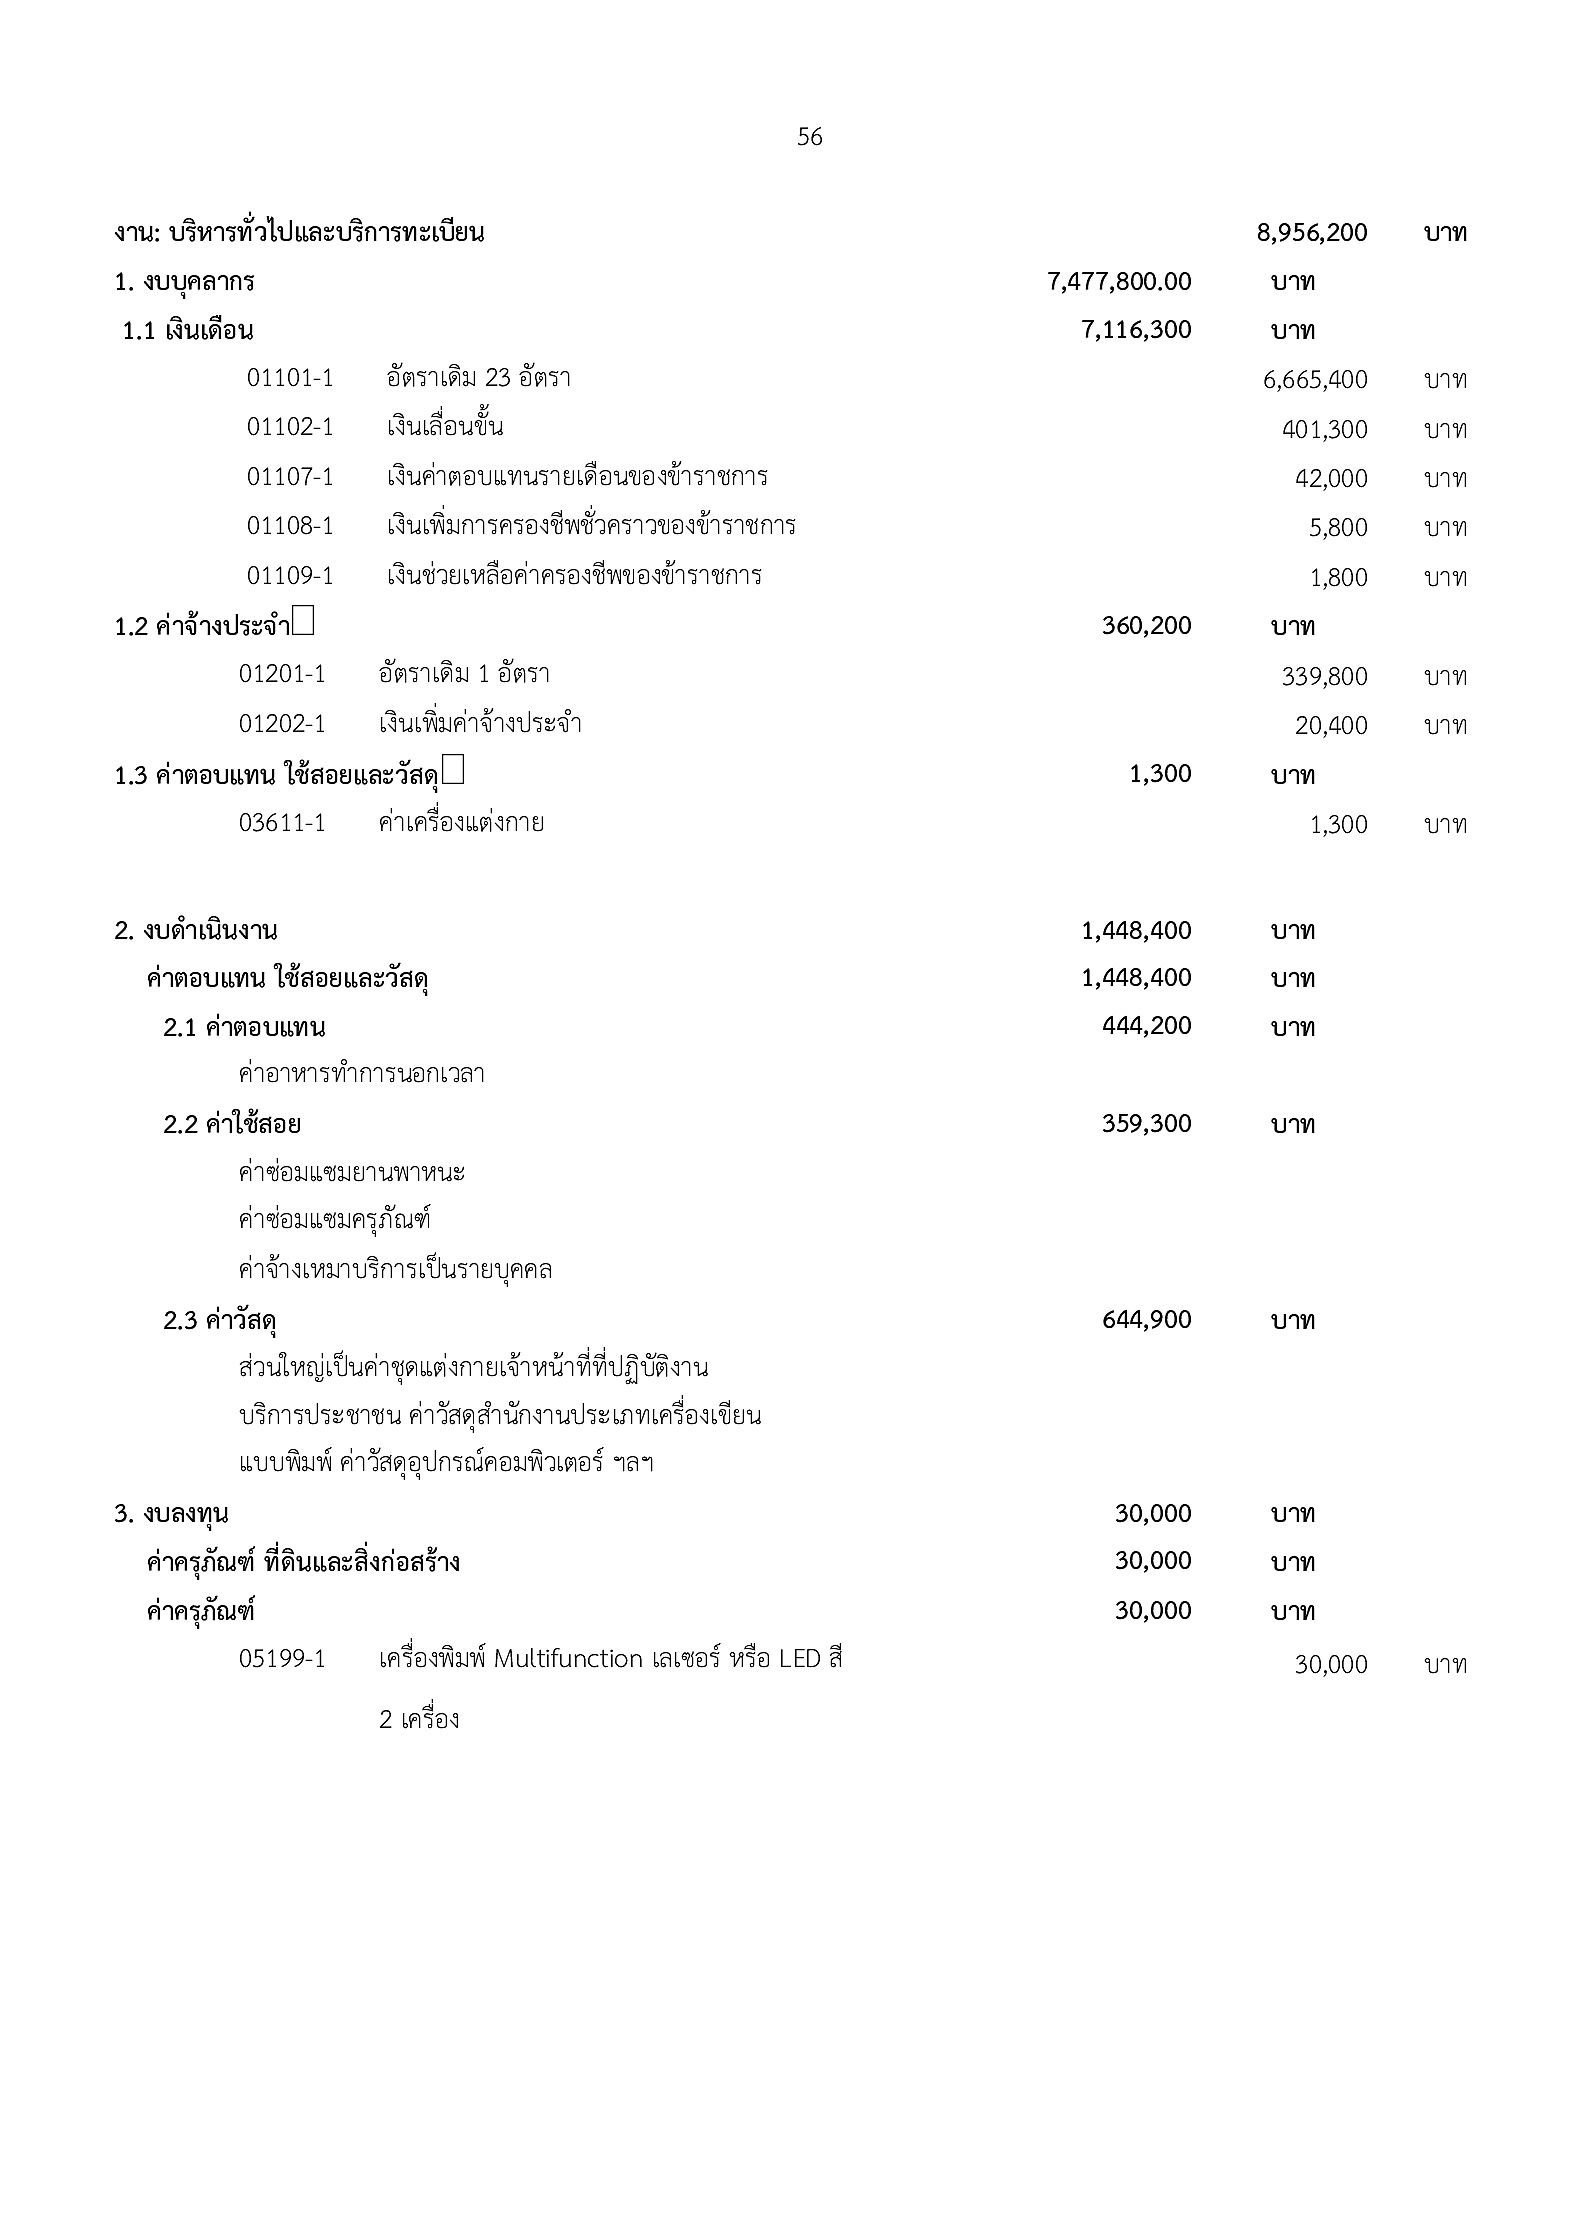 56
งาน: บริหารทั่วไปและบริการทะเบียน 8,956,200 บาท
1. งบบุคลากร 7,477,800.00 บาท
1.1 เงินเดือน 7,116,300 บาท
01101-1 อัตราเดิม 23 อัตรา 6,665,400 บาท
01102-1 เงินเลื่อนขั้น 401,300 บาท
01107-1 เงินค่าตอบแทนรายเดือนของข้าราชการ 42,000 บาท
01108-1 เงินเพิ่มการครองชีพชั่วคราวของข้าราชการ 5,800 บาท
01109-1 เงินช่วยเหลือค่าครองชีพของข้าราชการ 1,800 บาท
1.2 ค่าจ้างประจำ 360,200 บาท
01201-1 อัตราเดิม 1 อัตรา 339,800 บาท
01202-1 เงินเพิ่มค่าจ้างประจำ 20,400 บาท
1.3 ค่าตอบแทน ใช้สอยและวัสดุ 1,300 บาท
03611-1 ค่าเครื่องแต่งกาย 1,300 บาท
2. งบดำเนินงาน 1,448,400 บาท
ค่าตอบแทน ใช้สอยและวัสดุ 1,448,400 บาท
2.1 ค่าตอบแทน 444,200 บาท
ค่าอาหารทำการนอกเวลา
2.2 ค่าใช้สอย 359,300 บาท
ค่าซ่อมแซมยานพาหนะ
ค่าซ่อมแซมครุภัณฑ์
ค่าจ้างเหมาบริการเป็นรายบุคคล
2.3 ค่าวัสดุ 644,900 บาท
ส่วนใหญ่เป็นค่าชุดแต่งกายเจ้าหน้าที่ที่ปฏิบัติงาน
บริการประชาชน ค่าวัสดุสำนักงานประเภทเครื่องเขียน
แบบพิมพ์ ค่าวัสดุอุปกรณ์คอมพิวเตอร์ ฯลฯ
3. งบลงทุน 30,000 บาท
ค่าครุภัณฑ์ ที่ดินและสิ่งก่อสร้าง 30,000 บาท
ค่าครุภัณฑ์ 30,000 บาท
05199-1 เครื่องพิมพ์ Multifunction เลเซอร์ หรือ LED สี 30,000 บาท
2 เครื่อง